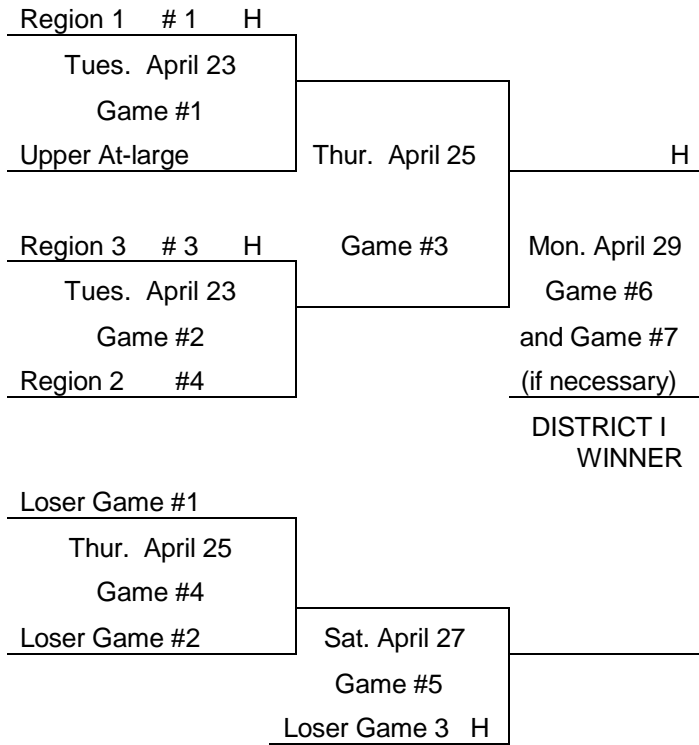 Region 1 # 1 H
Tues. April 23
Game #1
Upper At-large
Thur. April 25
H
Region 3 # 3 H
Game #3
Mon. April 29
Tues. April 23
Game #6
Game #2
and Game #7
Region 2 #4
(if necessary)
DISTRICT I
WINNER
Loser Game #1
Thur. April 25
Game #4
Loser Game #2
Sat. April 27
Game #5
Loser Game 3 H